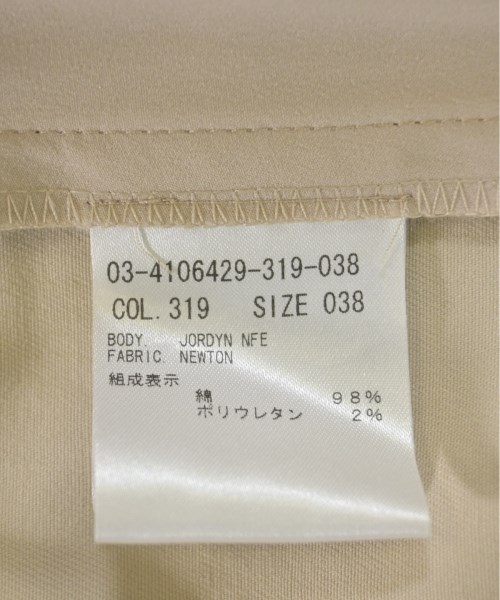 03-4106429-319-038
COL. 319 SIZE 038
BODY. JORDYN NFE
FABRIC. NEWTON
組成表示
綿 98%
ポリウレタン 2%